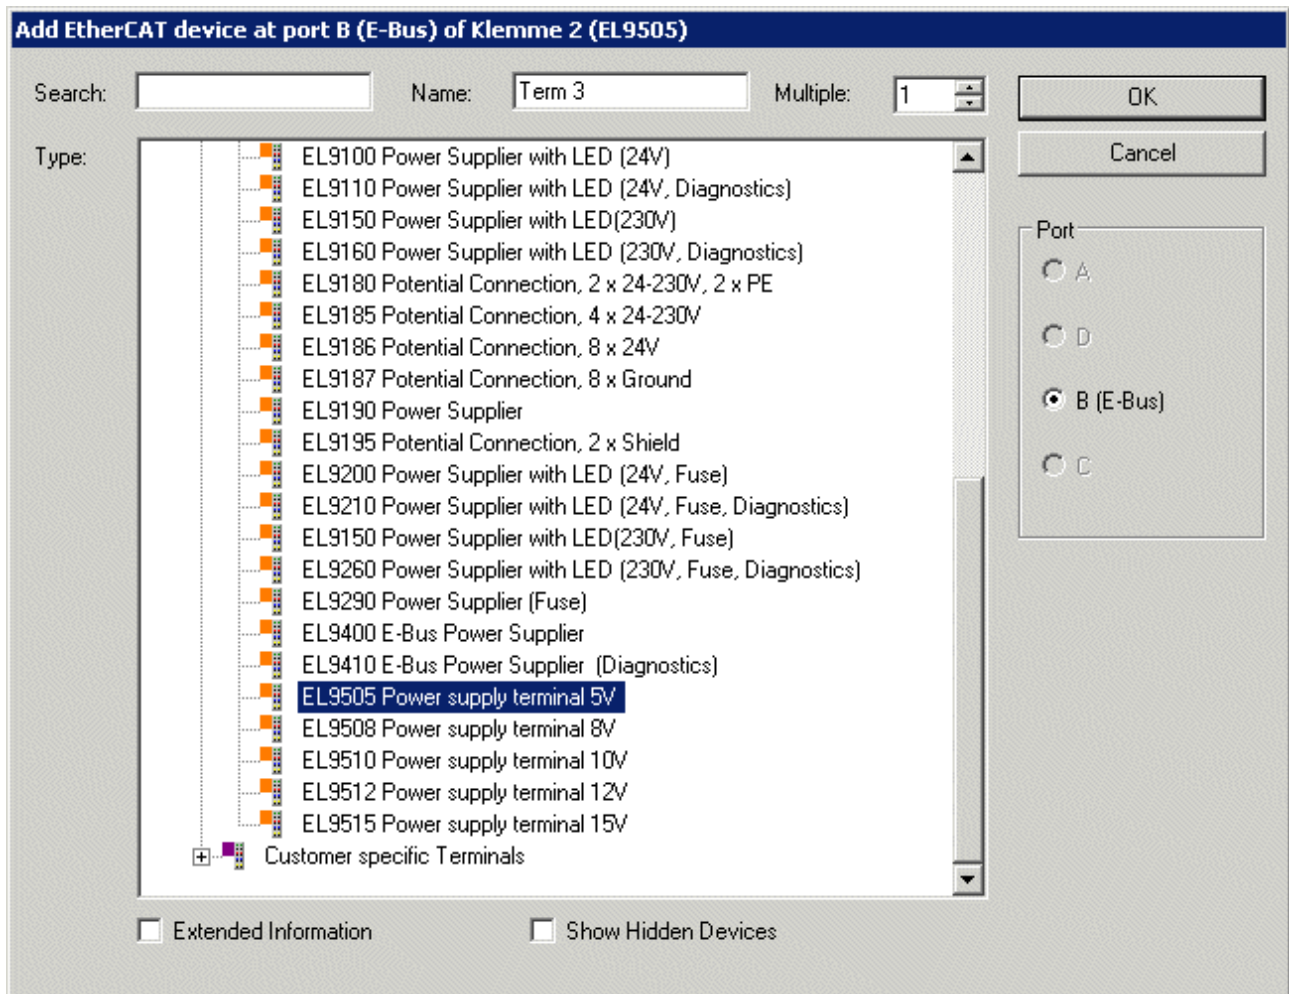 Add EtherCAT device at port B (E-Bus) of Klemme 2 (EL9505)
Search: Name: Term 3 Multiple: 1 OK
Cancel
Type:
EL9100 Power Supplier with LED (24V)
EL9110 Power Supplier with LED (24V, Diagnostics)
EL9150 Power Supplier with LED(230V)
EL9160 Power Supplier with LED (230V, Diagnostics)
EL9180 Potential Connection, 2 x 24-230V, 2 x PE
EL9185 Potential Connection, 4 x 24-230V
EL9186 Potential Connection, 8 x 24V
EL9187 Potential Connection, 8 x Ground
EL9190 Power Supplier
EL9195 Potential Connection, 2 x Shield
EL9200 Power Supplier with LED (24V, Fuse)
EL9210 Power Supplier with LED (24V, Fuse, Diagnostics)
EL9150 Power Supplier with LED(230V, Fuse)
EL9260 Power Supplier with LED (230V, Fuse, Diagnostics)
EL9290 Power Supplier (Fuse)
EL9400 E-Bus Power Supplier
EL9410 E-Bus Power Supplier (Diagnostics)
EL9505 Power supply terminal 5V
EL9508 Power supply terminal 8V
EL9510 Power supply terminal 10V
EL9512 Power supply terminal 12V
EL9515 Power supply terminal 15V
Customer specific Terminals
Port
A
D
B (E-Bus)
C
Extended Information Show Hidden Devices